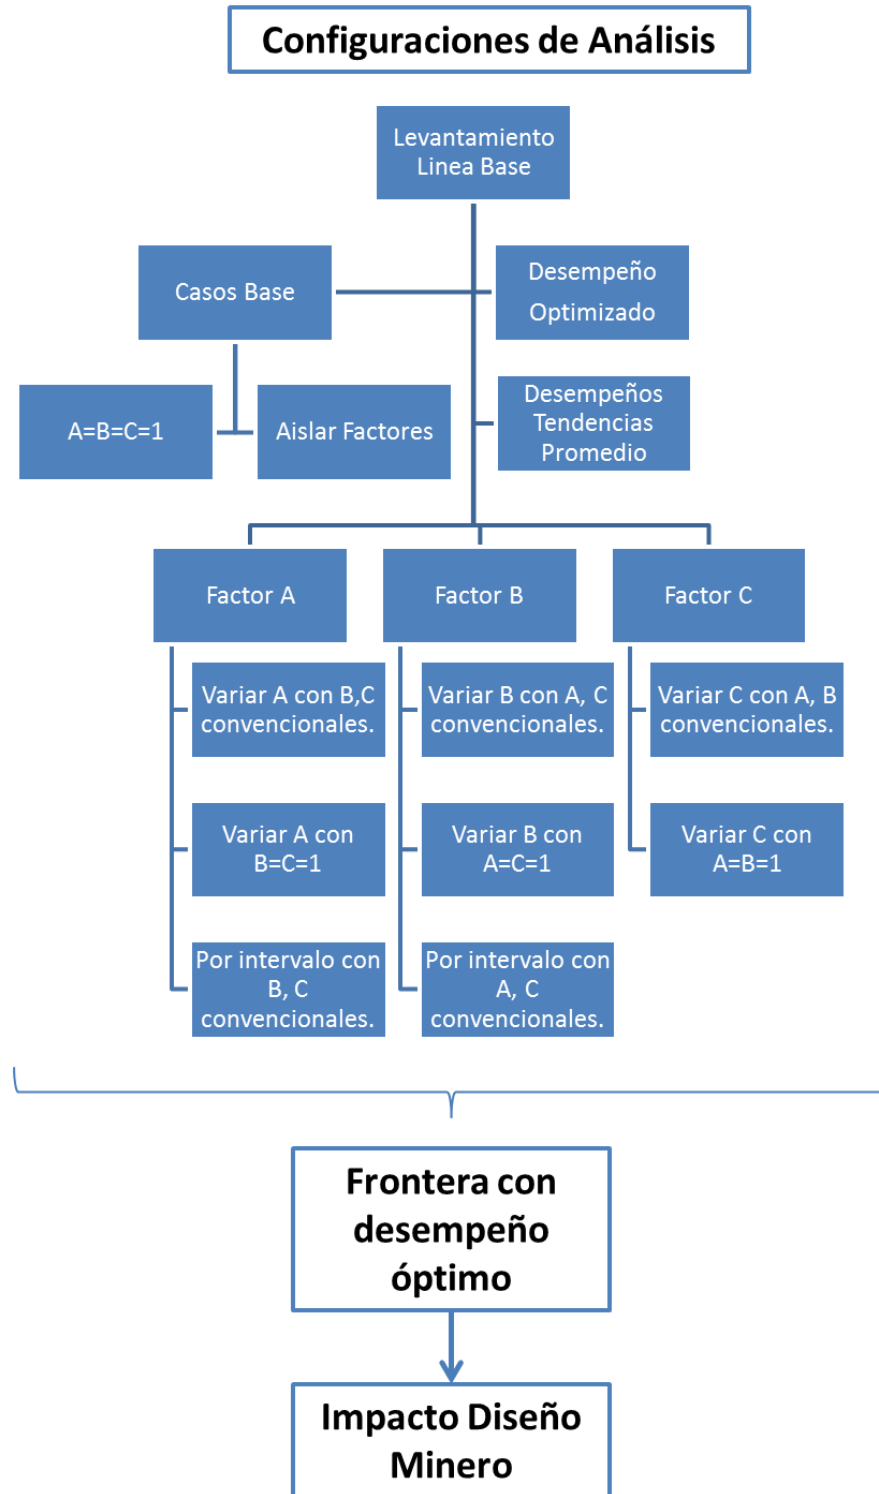 Configuraciones de Análisis
Levantamiento
Linea Base
Casos Base
Desempeño
Optimizado
A=B=C=1
Aislar Factores
Desempeños
Tendencias
Promedio
Factor A
Factor B
Factor C
Variar A con B,C
convencionales.
Variar B con A, C
convencionales.
Variar C con A, B
convencionales.
Variar A con
B=C=1
Variar B con
A=C=1
Variar C con
A=B=1
Por intervalo con
B, C
convencionales.
Por intervalo con
A, C
convencionales.
Frontera con
desempeño
óptimo
Impacto Diseño
Minero